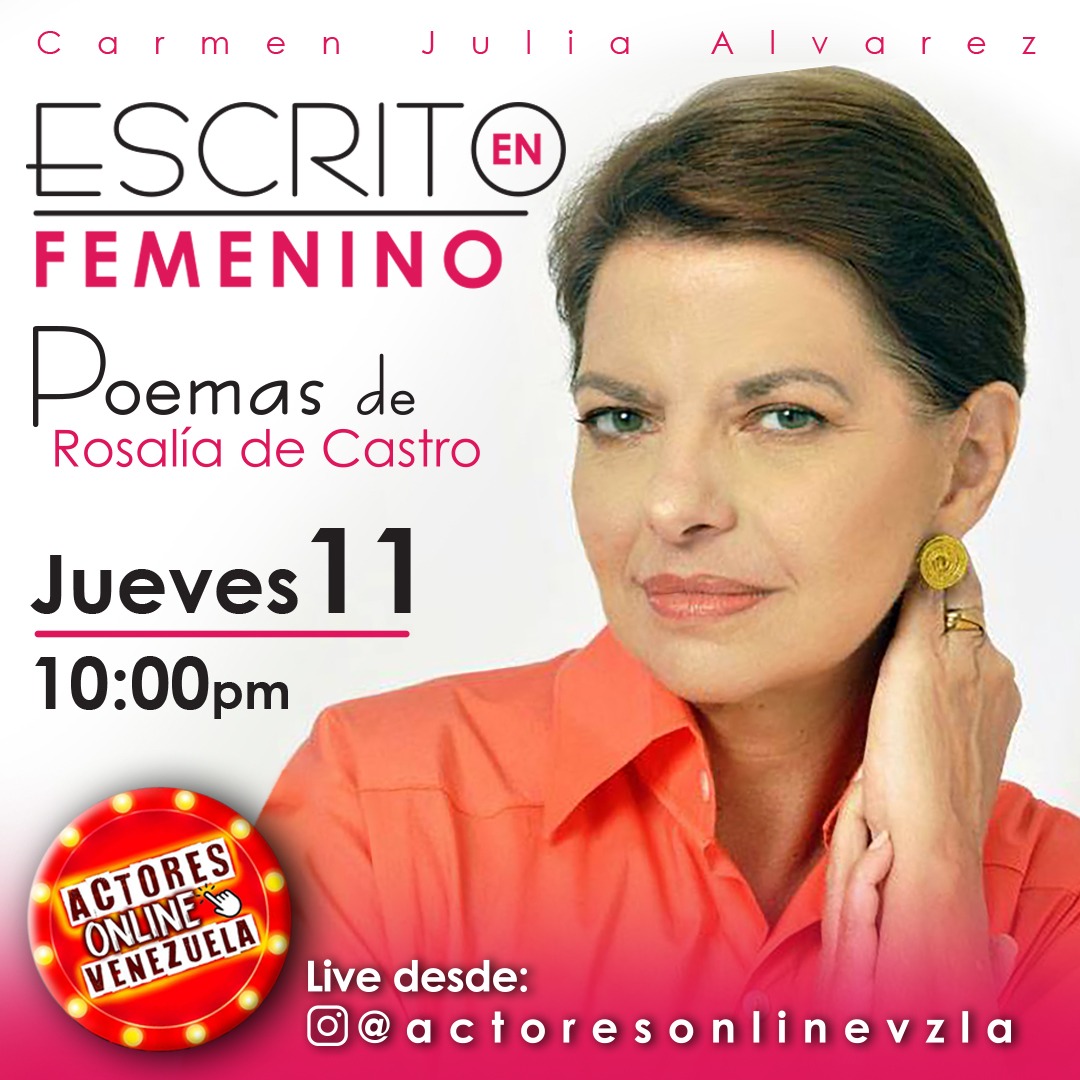 Carmen Julia Alvarez
ESCRITO EN
FEMENINO
Poemas de
Rosalía de Castro
Jueves 11
10:00pm
ACTORES
ONLINE
VENEZUELA
Live desde:
@actoresonlinevzla